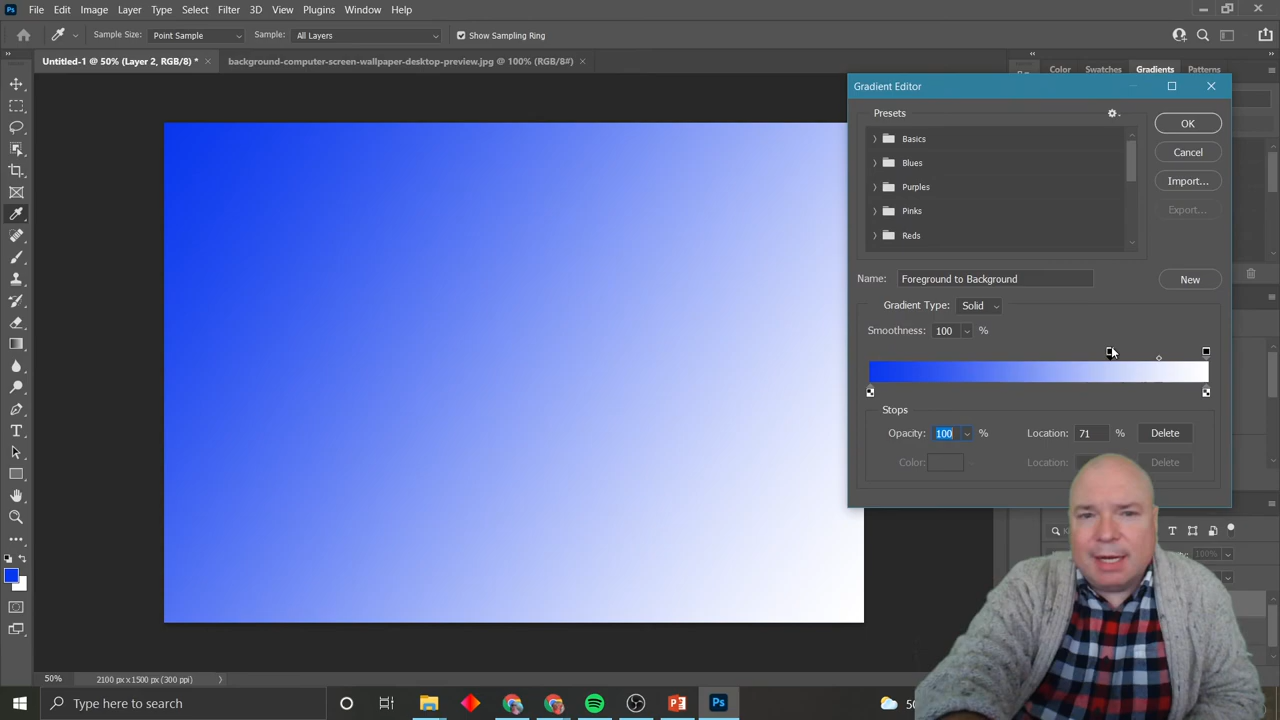 Ps File Edit Image Layer Type Select Filter 3D View Plugins Window Help
Sample Size: Point Sample Sample: All Layers Show Sampling Ring
Untitled-1 @ 50% (Layer 2, RGB/8) * × background-computer-screen-wallpaper-desktop-preview.jpg @ 100% (RGB/8#) ×
Color Swatches Gradients Patterns
Gradient Editor
Presets
OK
Basics
Cancel
Blues
Import...
Purples
Export...
Pinks
Reds
Name: Foreground to Background
New
Gradient Type: Solid
Smoothness: 100 %
Stops
Opacity: 100 % Location: 71 % Delete
Color: Location: Delete
100%
50% 2100 px x 1500 px (300 ppi)
Type here to search
Ps